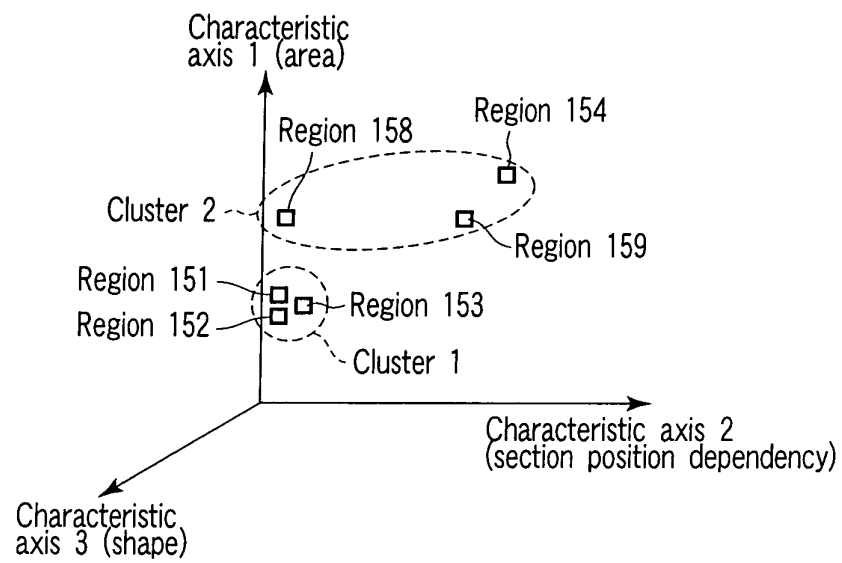 Characteristic
axis 1 (area)
Region 154
Region 158
Cluster 2
Region 159
Region 151
Region 153
Region 152
Cluster 1
Characteristic axis 2
(section position dependency)
Characteristic
axis 3 (shape)